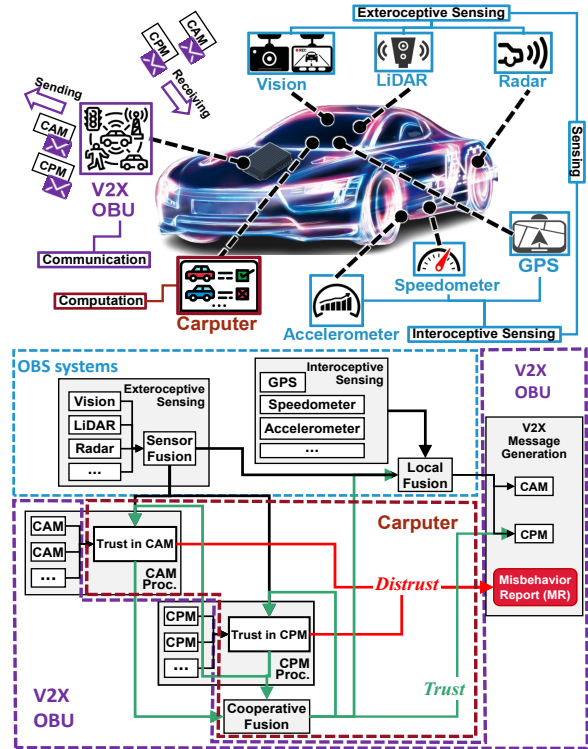 Exteroceptive Sensing
CPM
CAM
Sending
Receiving
REC
Vision
LiDAR
Radar
Sensing
CAM
CPM
V2X
OBU
Communication
GPS
Speedometer
Computation
Carputer
Accelerometer
Interoceptive Sensing
OBS systems
Exteroceptive
Sensing
Vision
LiDAR
Radar
...
Sensor
Fusion
Interoceptive
Sensing
GPS
Speedometer
Accelerometer
...
Local
Fusion
V2X
OBU
V2X
Message
Generation
CAM
CPM
Misbehavior
Report (MR)
Carputer
CAM
CAM
...
Trust in CAM
CAM
Proc.
Distrust
CPM
CPM
...
Trust in CPM
CPM
Proc.
V2X
OBU
Cooperative
Fusion
Trust